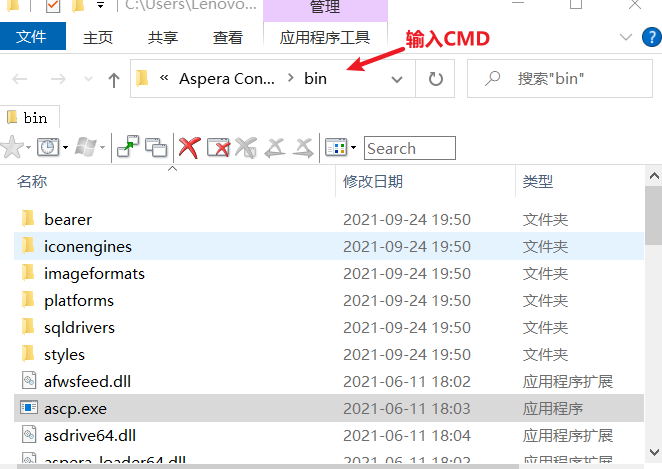 C:\Users\Lenovo... 管理
文件 主页 共享 查看 应用程序工具
输入CMD
« Aspera Con... bin 搜索"bin"
bin
Search
名称 修改日期 类型
bearer 2021-09-24 19:50 文件夹
iconengines 2021-09-24 19:50 文件夹
imageformats 2021-09-24 19:50 文件夹
platforms 2021-09-24 19:50 文件夹
sqldrivers 2021-09-24 19:50 文件夹
styles 2021-09-24 19:50 文件夹
afwsfeed.dll 2021-06-11 18:02 应用程序扩展
ascp.exe 2021-06-11 18:03 应用程序
asdrive64.dll 2021-06-11 18:04 应用程序扩展
aspera-loader64.dll 2021-06-11 18:02 应用程序扩展